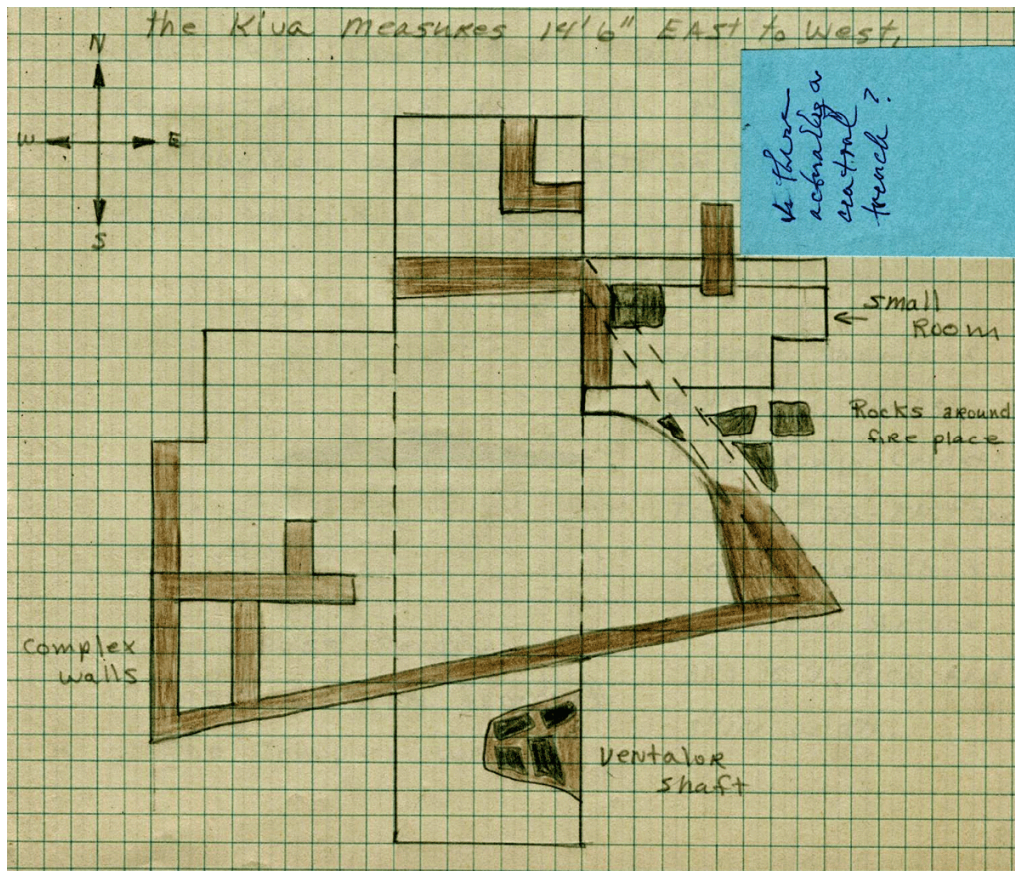 the Kiva measures 14'6" EAST to West,
N
W
E
S
Is there
actually a
central
trench?
Small
Room
Rocks around
fire place
Complex
walls
Ventalor
shaft